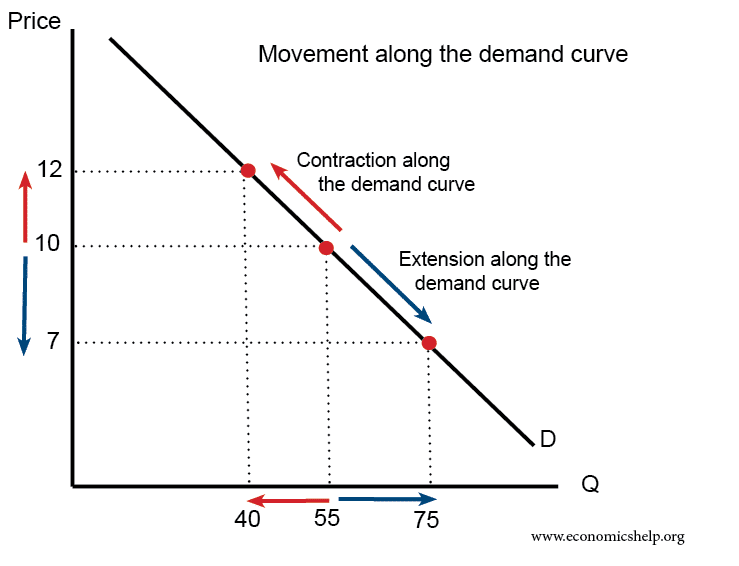 Price
Movement along the demand curve
12
Contraction along
the demand curve
10
Extension along the
demand curve
7
D
Q
40
55
75
www.economicshelp.org